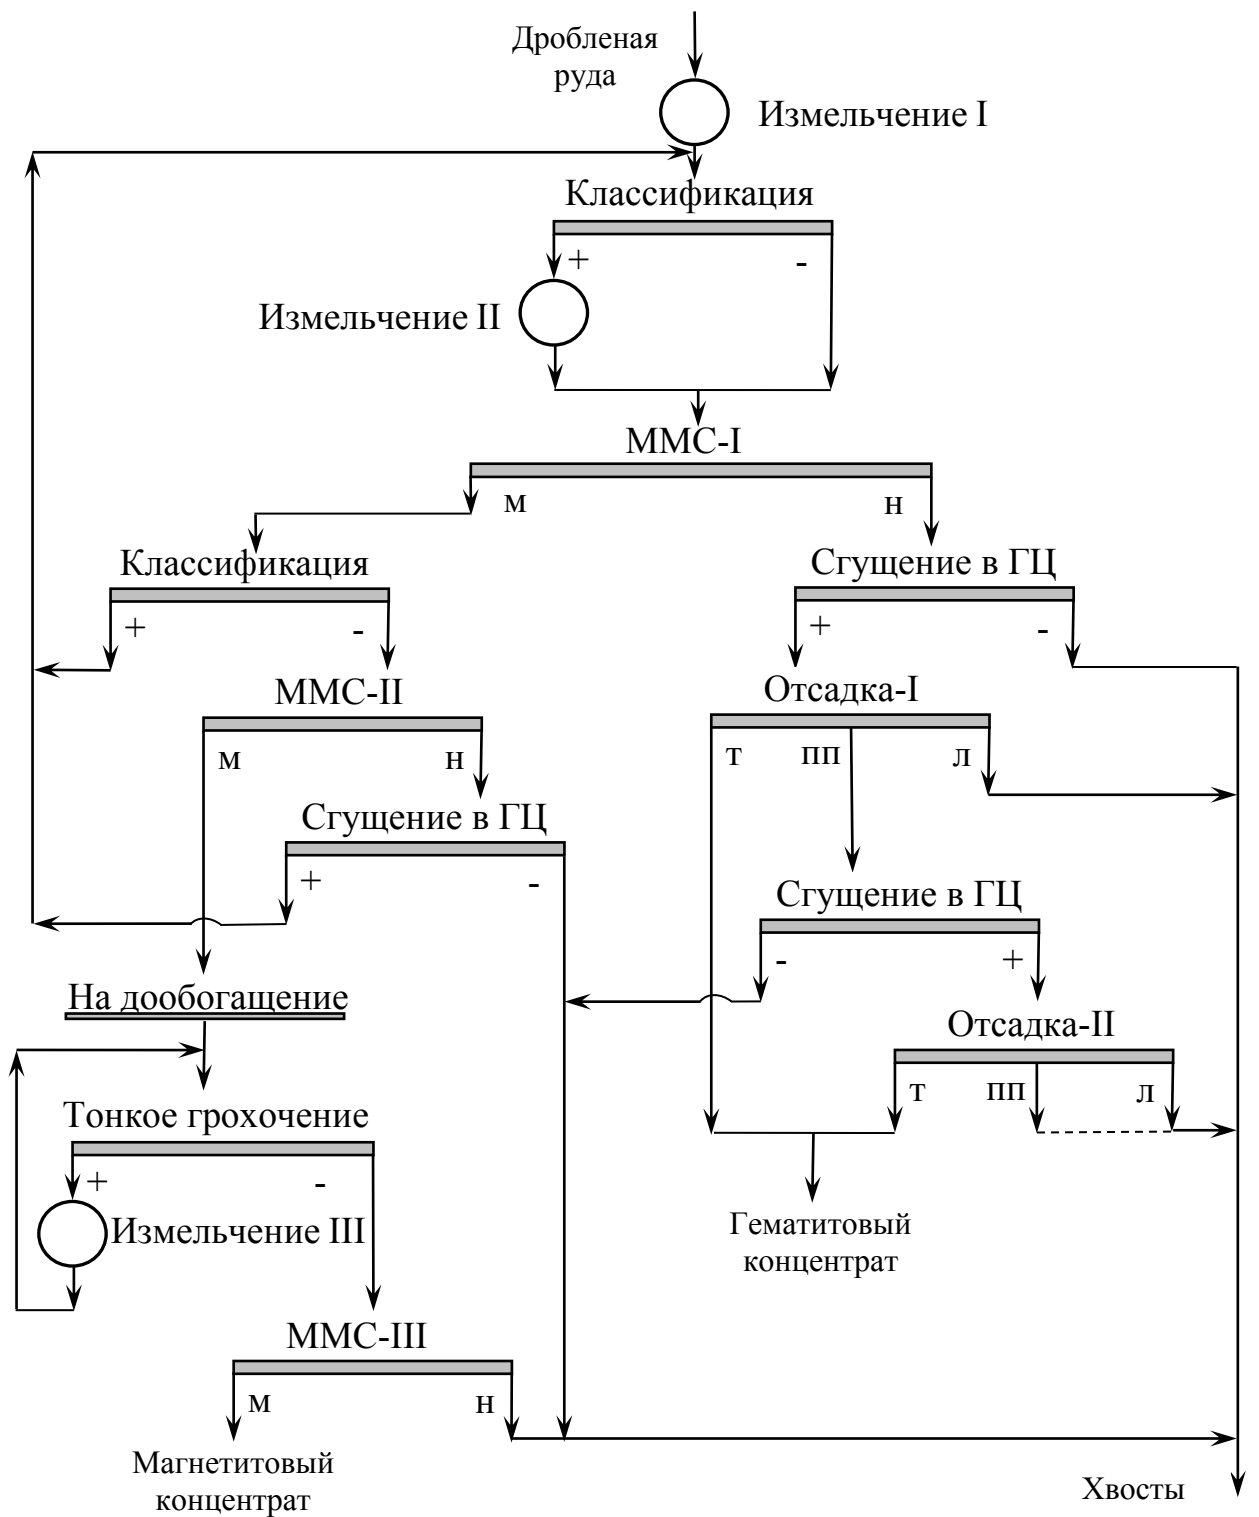 Дробленая
руда
Измельчение I
Классификация
+ -
Измельчение II
ММС-I
м н
Классификация
+ -
Сгущение в ГЦ
+ -
ММС-II
м н
Отсадка-I
т пп л
Сгущение в ГЦ
+ -
Сгущение в ГЦ
- +
На дообогащение
Отсадка-II
т пп л
Тонкое грохочение
+ -
Измельчение III
Гематитовый
концентрат
ММС-III
м н
Магнетитовый
концентрат
Хвосты